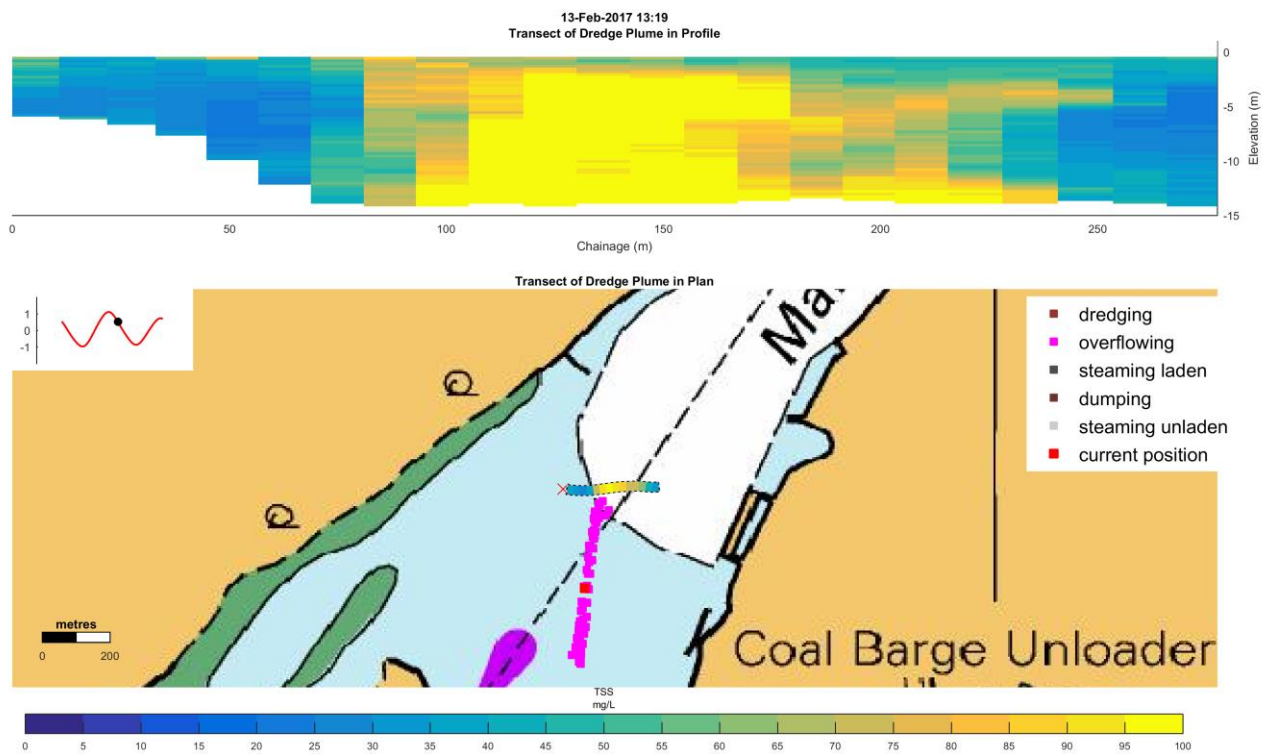 13-Feb-2017 13:19
Transect of Dredge Plume in Profile
0
-5
-10
-15
Elevation (m)
0 50 100 150 200 250
Chainage (m)
Transect of Dredge Plume in Plan
1
0
-1
dredging
overflowing
steaming laden
dumping
steaming unladen
current position
metres
0 200
Coal Barge Unloader
TSS
mg/L
0 5 10 15 20 25 30 35 40 45 50 55 60 65 70 75 80 85 90 95 100